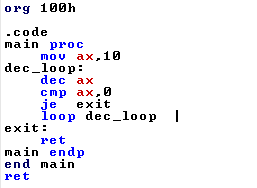 org 100h
.code
main proc
mov ax,10
dec_loop:
dec ax
cmp ax,0
je exit
loop dec_loop
exit:
ret
main endp
end main
ret